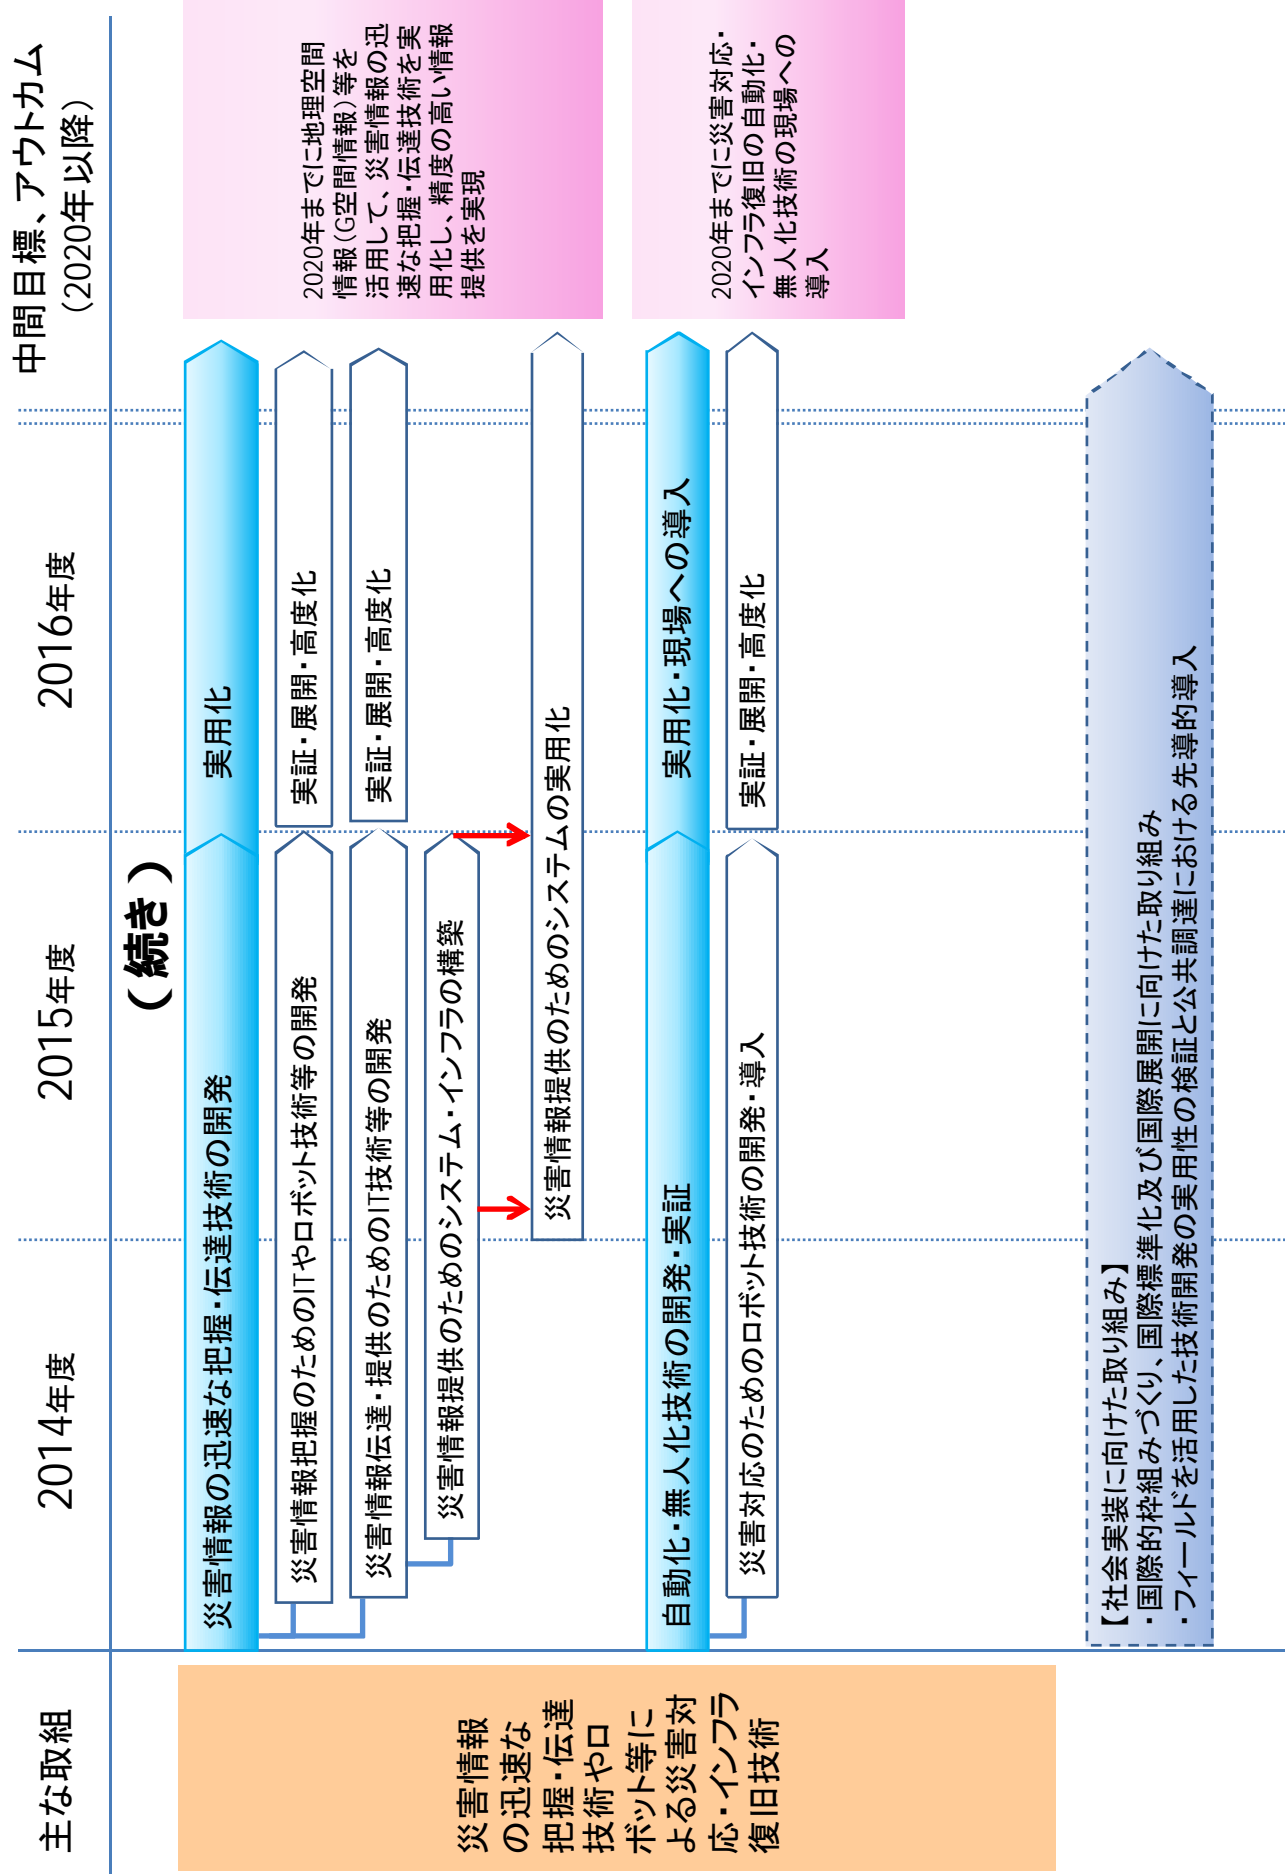 主な取組
2014年度
2015年度
2016年度
中間目標、アウトカム
（2020年以降）
（続き）
災害情報
の迅速な
把握・伝達
技術やロ
ボット等に
よる災害対
応・インフラ
復旧技術
災害情報の迅速な把握・伝達技術の開発
実用化
災害情報把握のためのITやロボット技術等の開発
実証・展開・高度化
災害情報伝達・提供のためのIT技術等の開発
実証・展開・高度化
災害情報提供のためのシステム・インフラの構築
災害情報提供のためのシステムの実用化
2020年までに地理空間
情報（G空間情報）等を
活用して、災害情報の迅
速な把握・伝達技術を実
用化し、精度の高い情報
提供を実現
自動化・無人化技術の開発・実証
実用化・現場への導入
災害対応のためのロボット技術の開発・導入
実証・展開・高度化
2020年までに災害対応・
インフラ復旧の自動化・
無人化技術の現場への
導入
【社会実装に向けた取り組み】
・国際的枠組みづくり、国際標準化及び国際展開に向けた取り組み
・フィールドを活用した技術開発の実用性の検証と公共調達における先導的導入